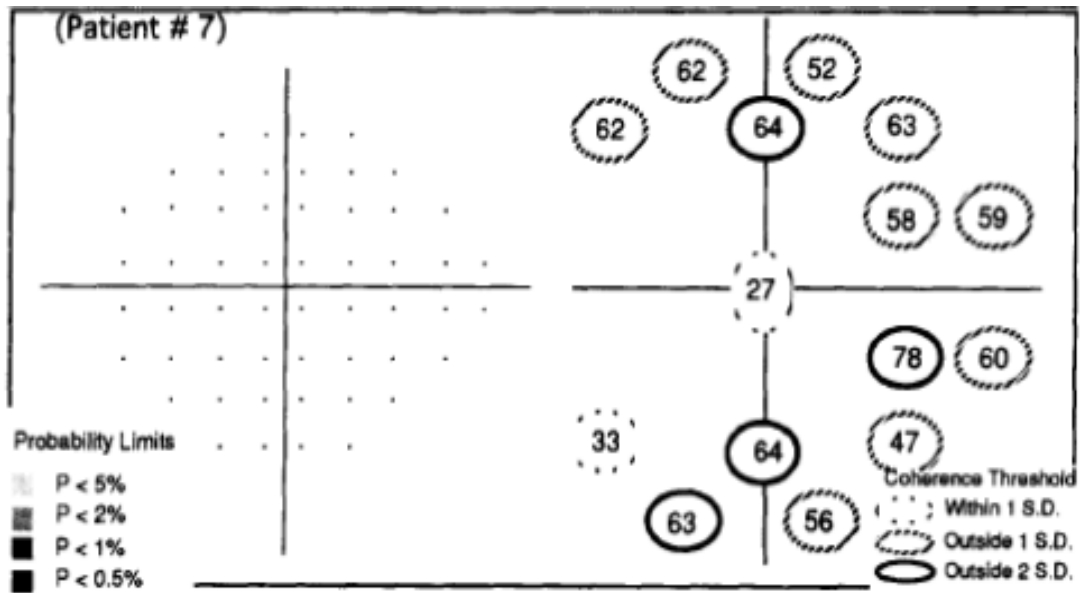 (Patient # 7)
62
52
62
64
63
58
59
27
78
60
33
64
47
63
56
Probability Limits
P < 5%
P < 2%
P < 1%
P < 0.5%
Coherence Threshold
Within 1 S.D.
Outside 1 S.D.
Outside 2 S.D.